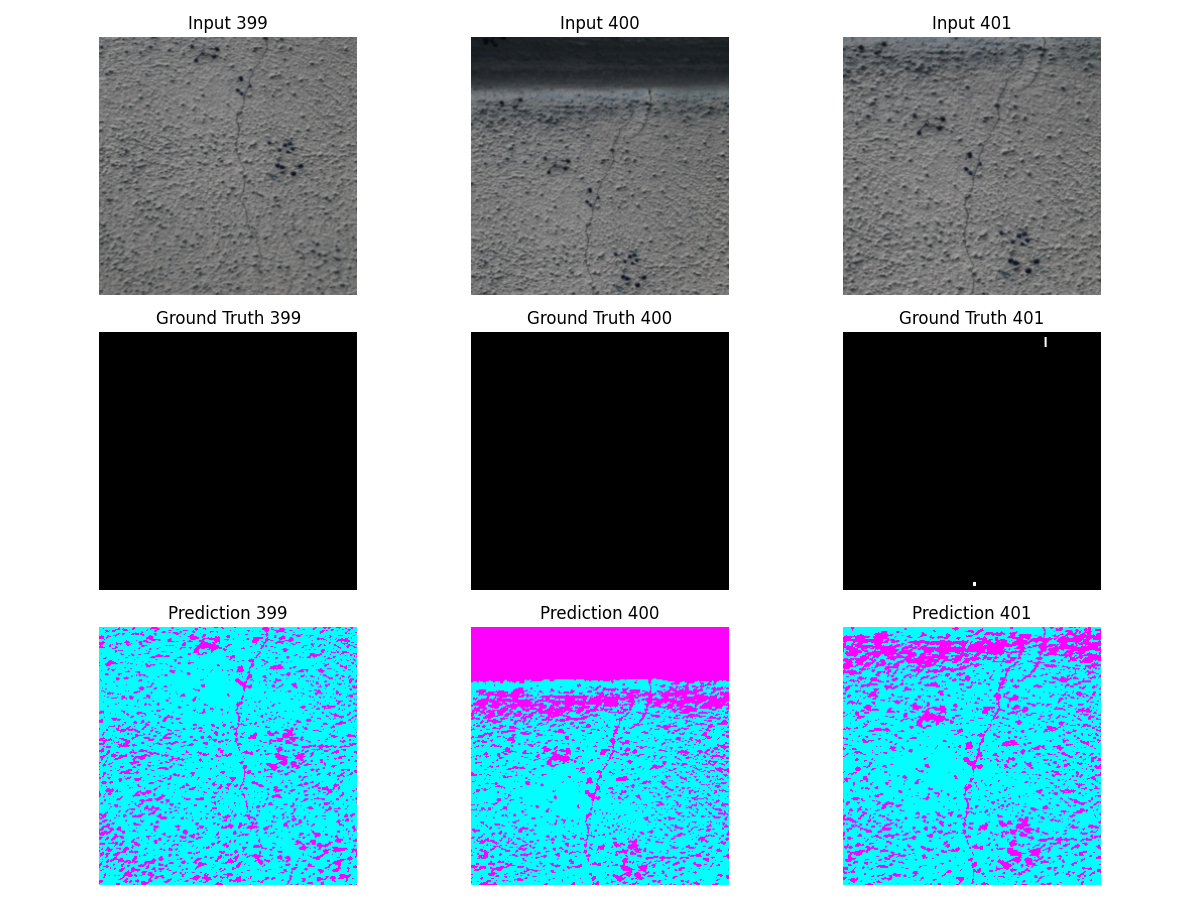 Input 399
Input 400
Input 401
Ground Truth 399
Ground Truth 400
Ground Truth 401
Prediction 399
Prediction 400
Prediction 401